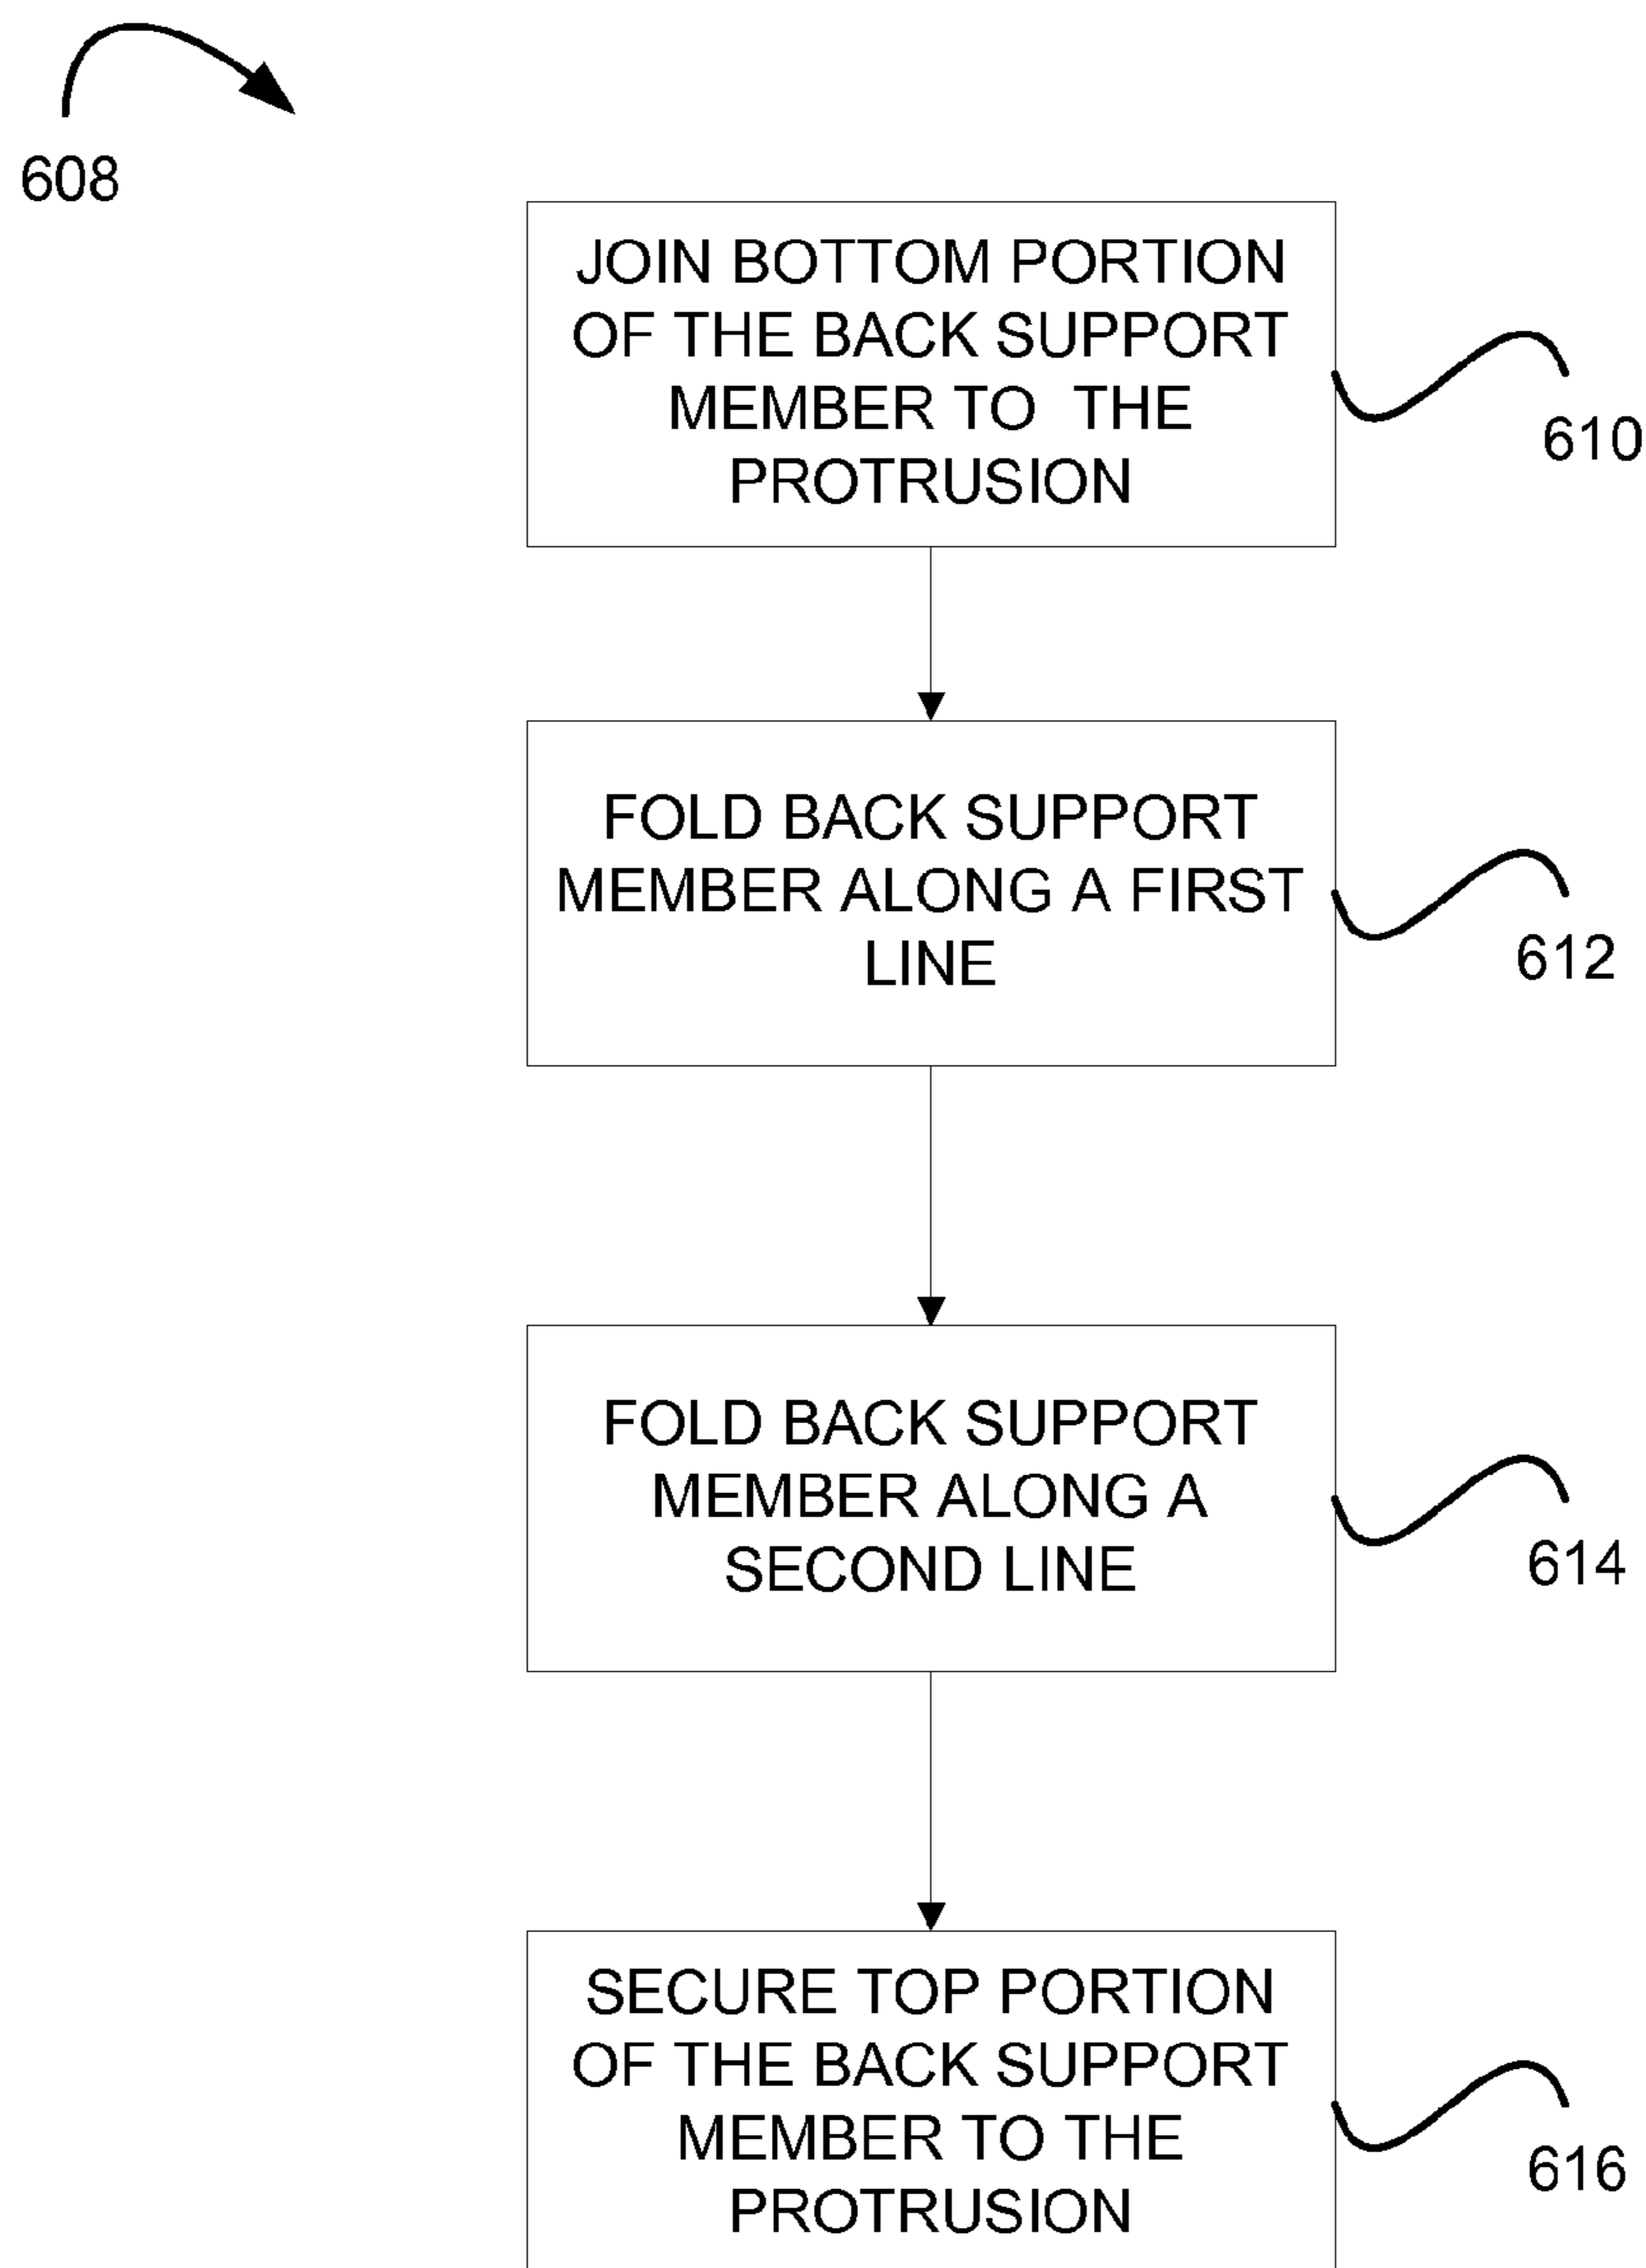 608
JOIN BOTTOM PORTION
OF THE BACK SUPPORT
MEMBER TO THE
PROTRUSION
610
FOLD BACK SUPPORT
MEMBER ALONG A FIRST
LINE
612
FOLD BACK SUPPORT
MEMBER ALONG A
SECOND LINE
614
SECURE TOP PORTION
OF THE BACK SUPPORT
MEMBER TO THE
PROTRUSION
616